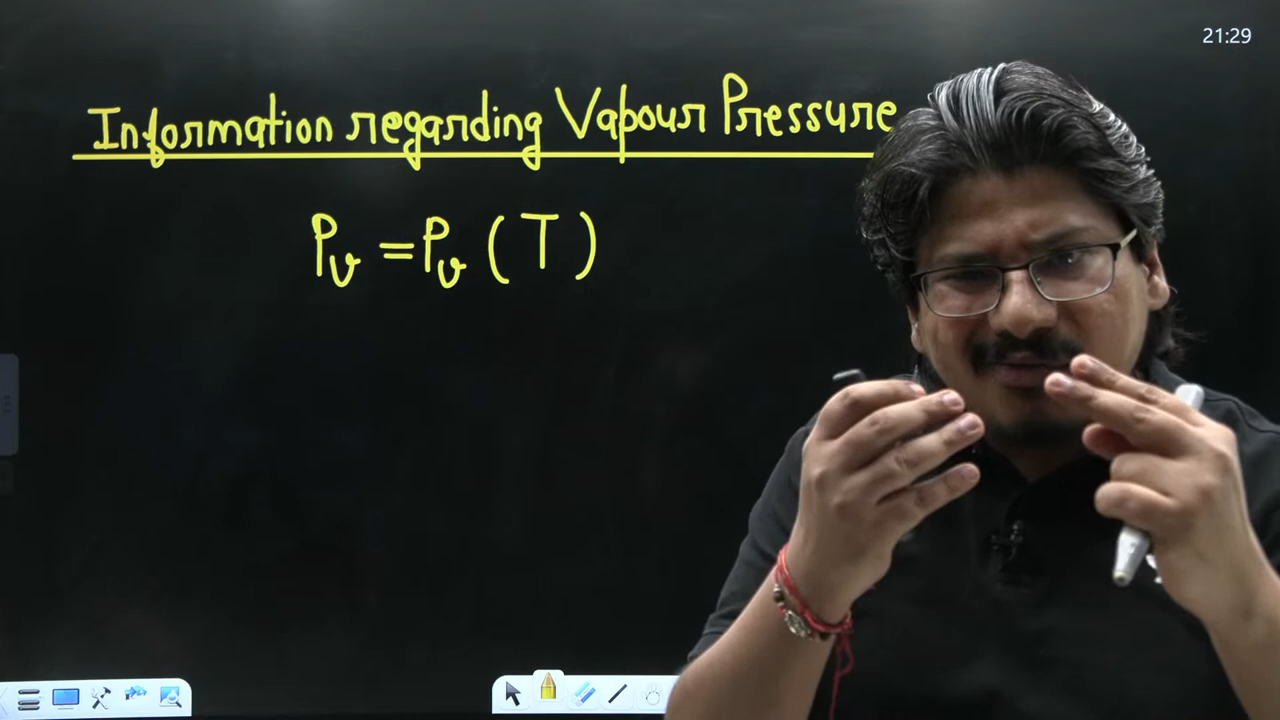 21:29
Information regarding Vapour Pressure
Pv = Pv (T)